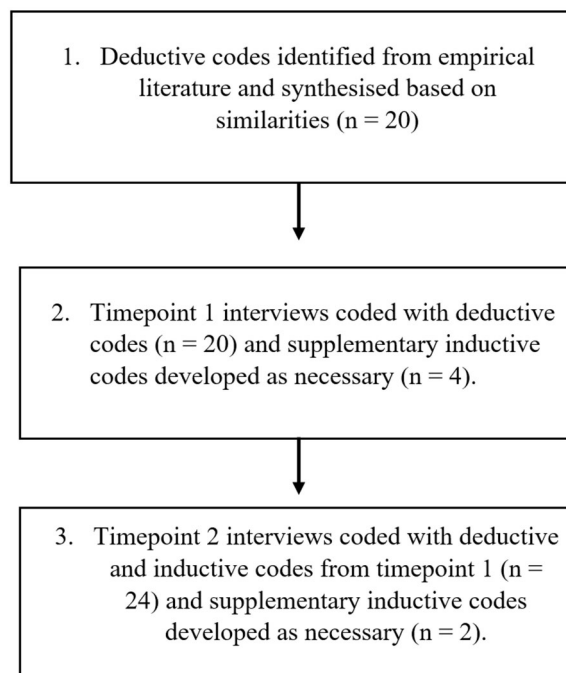 1. Deductive codes identified from empirical
literature and synthesised based on
similarities (n = 20)
2. Timepoint 1 interviews coded with deductive
codes (n = 20) and supplementary inductive
codes developed as necessary (n = 4).
3. Timepoint 2 interviews coded with deductive
and inductive codes from timepoint 1 (n =
24) and supplementary inductive codes
developed as necessary (n = 2).